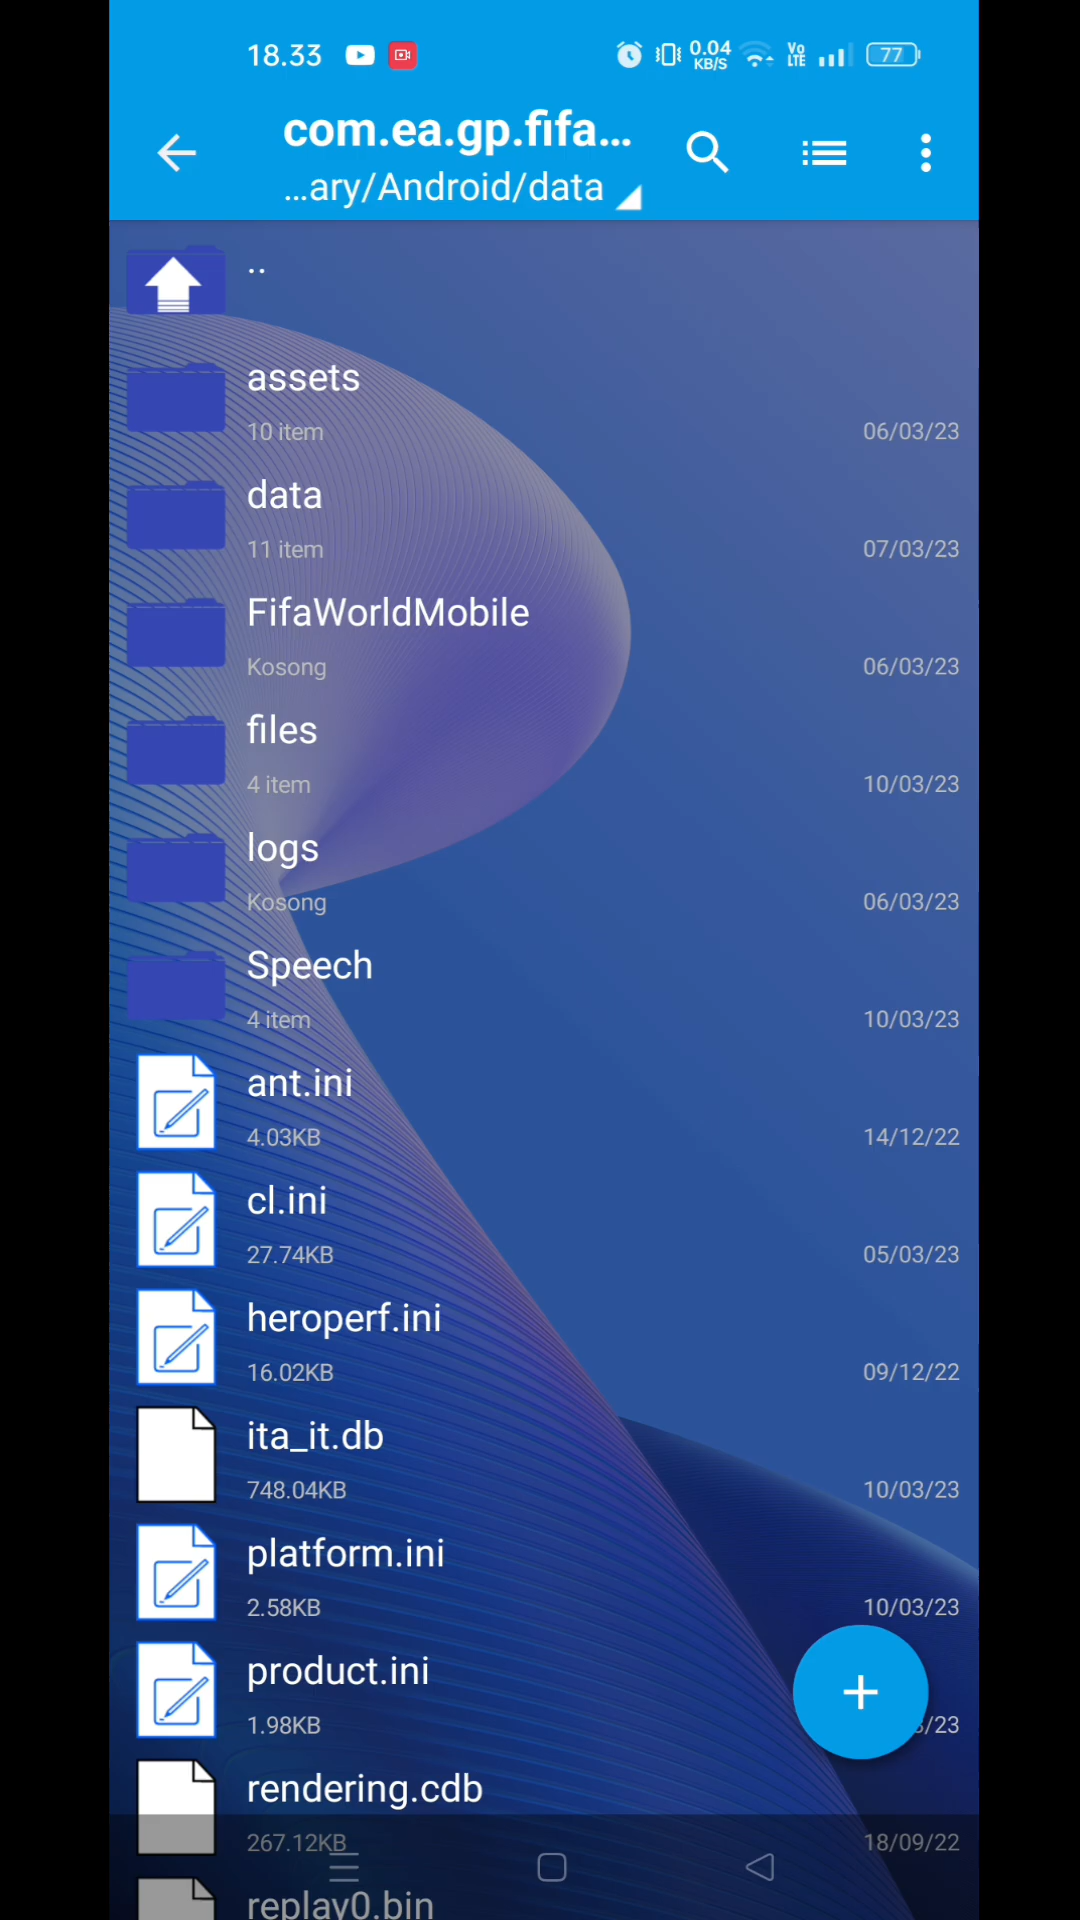 18.33
0.04
KB/S
Vo
LTE
77
com.ea.gp.fifa...
...ary/Android/data
..
assets
10 item
06/03/23
data
11 item
07/03/23
FifaWorldMobile
Kosong
06/03/23
files
4 item
10/03/23
logs
Kosong
06/03/23
Speech
4 item
10/03/23
ant.ini
4.03KB
14/12/22
cl.ini
27.74KB
05/03/23
heroperf.ini
16.02KB
09/12/22
ita_it.db
748.04KB
10/03/23
platform.ini
2.58KB
10/03/23
product.ini
1.98KB
/23
rendering.cdb
267.12KB
18/09/22
replay0.bin